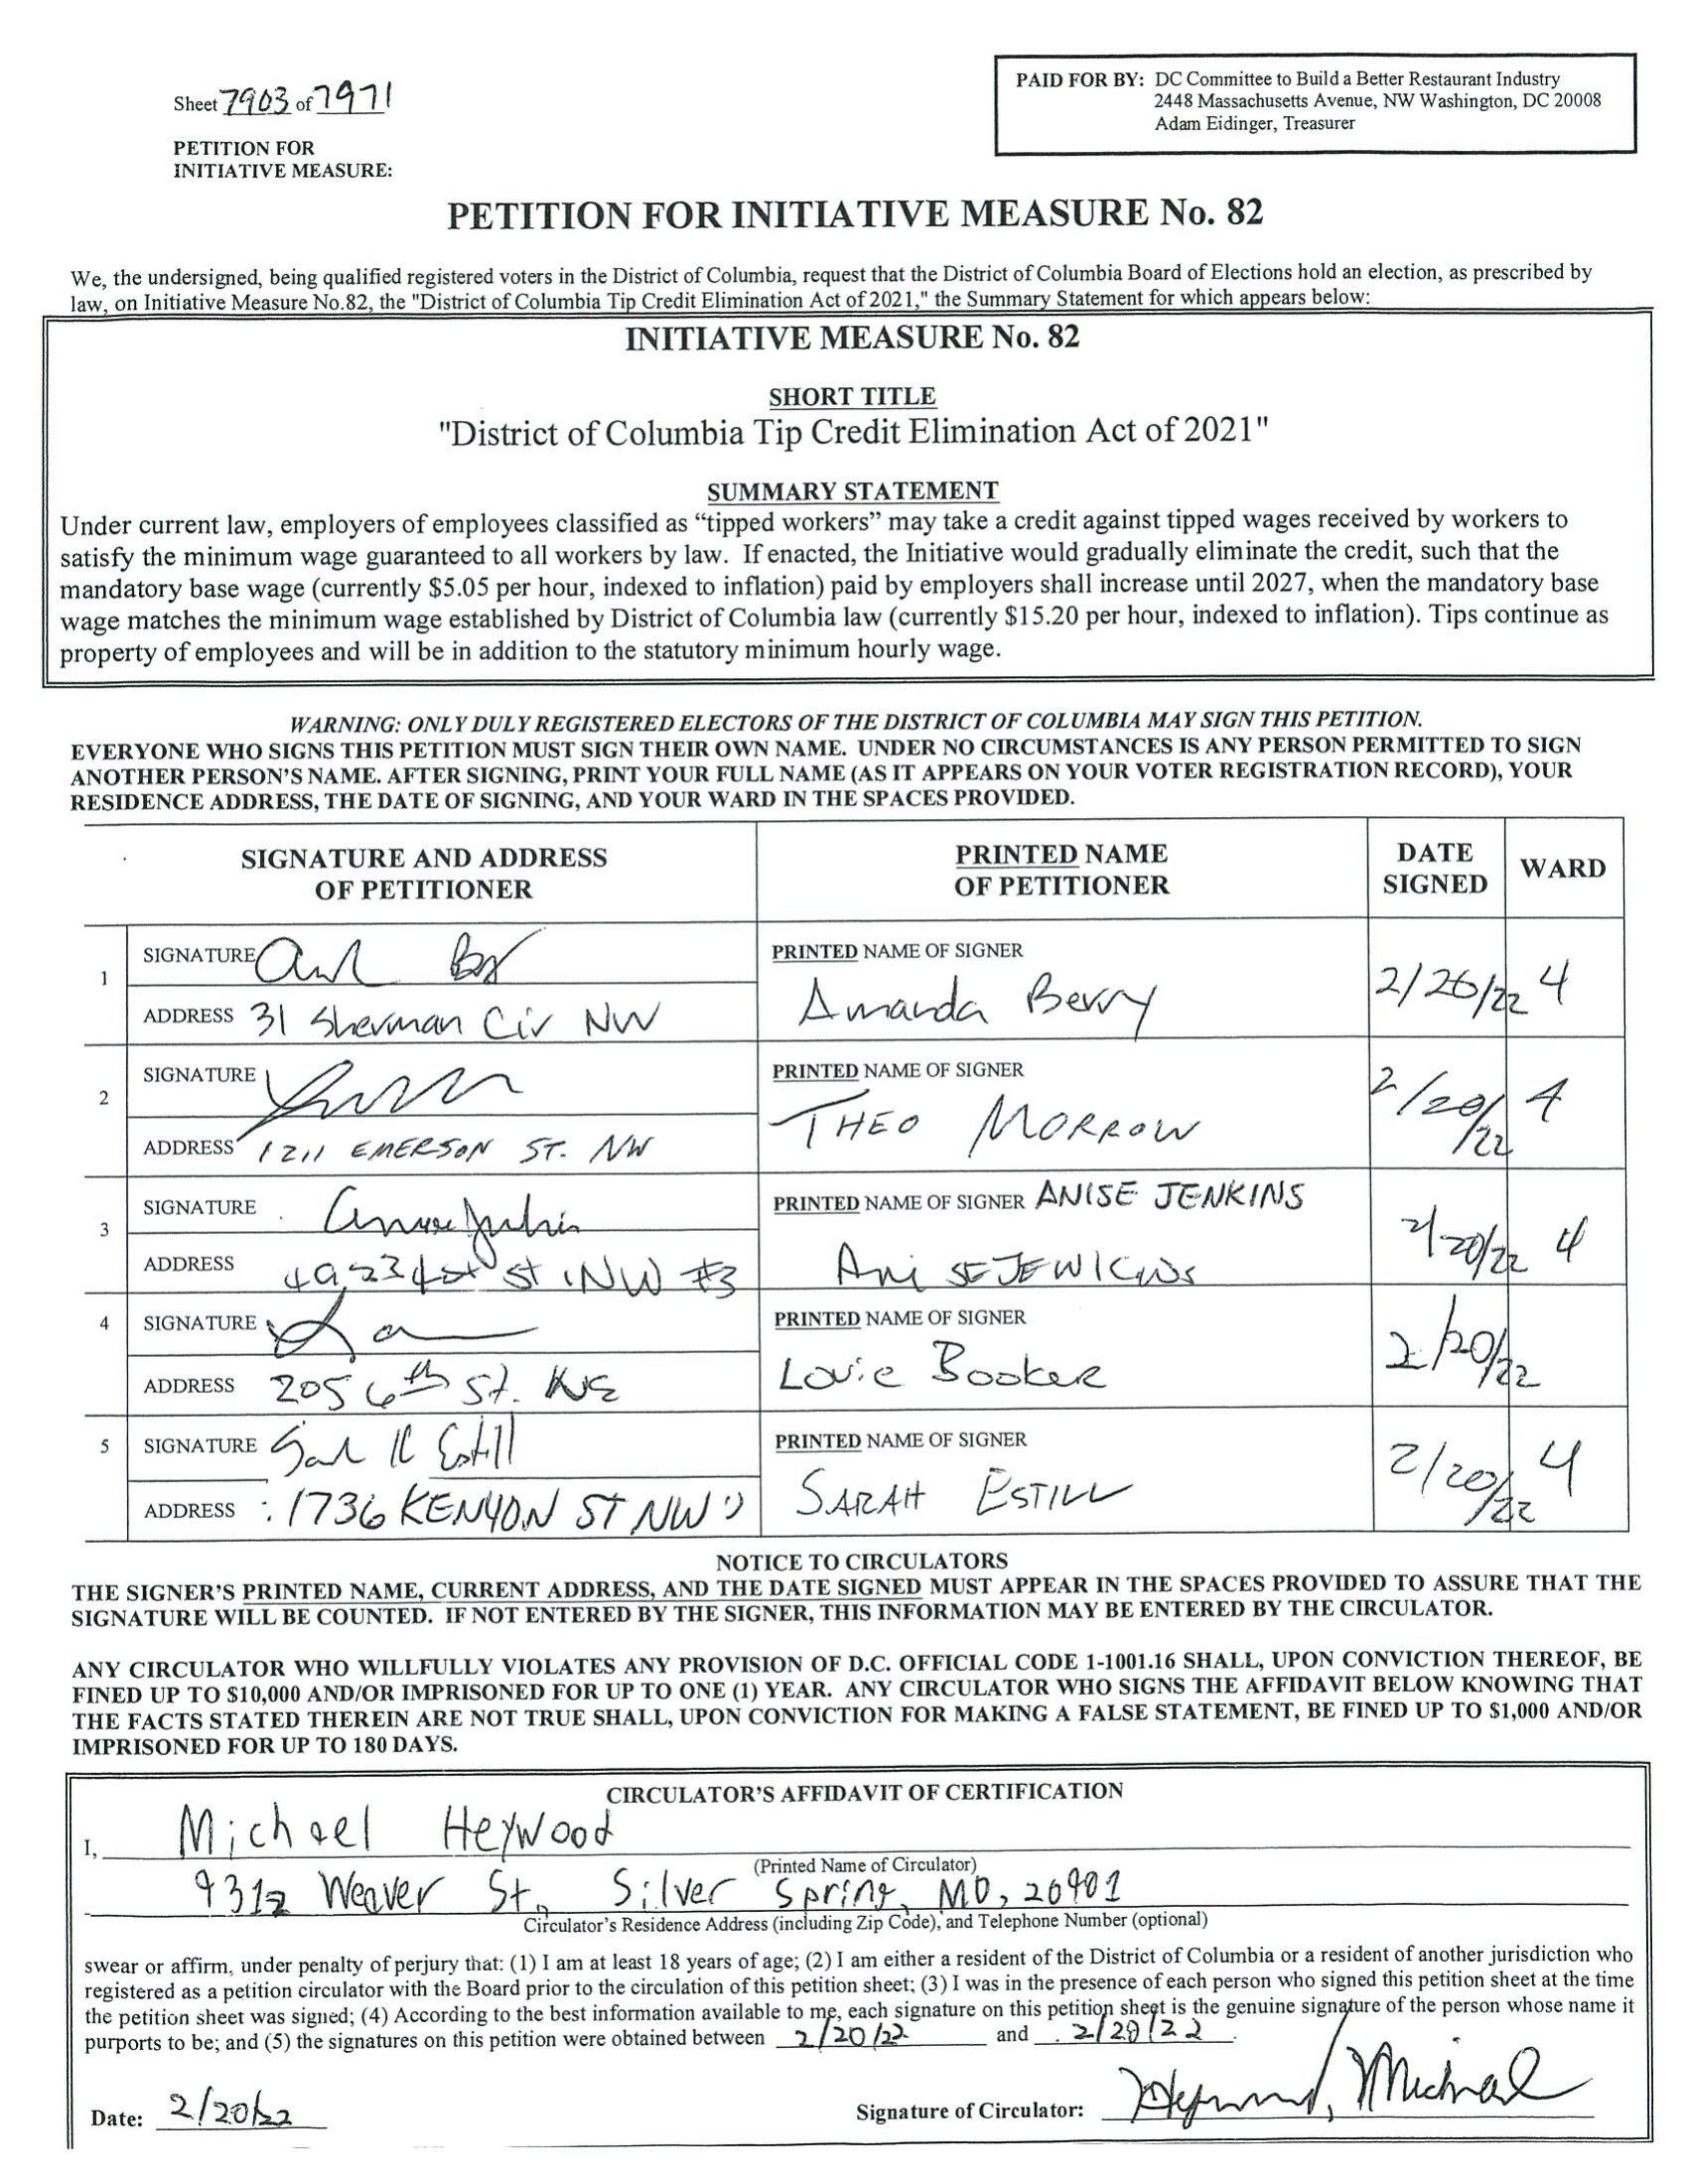 Sheet 7903 of 7971
PAID FOR BY: DC Committee to Build a Better Restaurant Industry
2448 Massachusetts Avenue, NW Washington, DC 20008
Adam Eidinger, Treasurer
PETITION FOR
INITIATIVE MEASURE:
PETITION FOR INITIATIVE MEASURE No. 82
We, the undersigned, being qualified registered voters in the District of Columbia, request that the District of Columbia Board of Elections hold an election, as prescribed by
law, on Initiative Measure No.82, the "District of Columbia Tip Credit Elimination Act of 2021," the Summary Statement for which appears below:
INITIATIVE MEASURE No. 82
SHORT TITLE
"District of Columbia Tip Credit Elimination Act of 2021"
SUMMARY STATEMENT
Under current law, employers of employees classified as “tipped workers” may take a credit against tipped wages received by workers to
satisfy the minimum wage guaranteed to all workers by law. If enacted, the Initiative would gradually eliminate the credit, such that the
mandatory base wage (currently $5.05 per hour, indexed to inflation) paid by employers shall increase until 2027, when the mandatory base
wage matches the minimum wage established by District of Columbia law (currently $15.20 per hour, indexed to inflation). Tips continue as
property of employees and will be in addition to the statutory minimum hourly wage.
WARNING: ONLY DULY REGISTERED ELECTORS OF THE DISTRICT OF COLUMBIA MAY SIGN THIS PETITION.
EVERYONE WHO SIGNS THIS PETITION MUST SIGN THEIR OWN NAME. UNDER NO CIRCUMSTANCES IS ANY PERSON PERMITTED TO SIGN
ANOTHER PERSON'S NAME. AFTER SIGNING, PRINT YOUR FULL NAME (AS IT APPEARS ON YOUR VOTER REGISTRATION RECORD), YOUR
RESIDENCE ADDRESS, THE DATE OF SIGNING, AND YOUR WARD IN THE SPACES PROVIDED.
SIGNATURE AND ADDRESS
OF PETITIONER
PRINTED NAME
OF PETITIONER
DATE
SIGNED
WARD
1
SIGNATURE
ADDRESS 31 Sherman Cir NW
PRINTED NAME OF SIGNER
Amanda Berry
2/20/22
4
2
SIGNATURE
ADDRESS 1211 EMERSON ST. NW
PRINTED NAME OF SIGNER
THEO MORROW
2/20/22
4
3
SIGNATURE
ADDRESS St NW #3
PRINTED NAME OF SIGNER ANISE JENKINS
AniSE JEWKINS
2/20/22
4
4
SIGNATURE
ADDRESS 205 6th St. NE
PRINTED NAME OF SIGNER
Louie Booker
2/20/22
5
SIGNATURE Sarah K Estill
ADDRESS 1736 KENYON ST NW
PRINTED NAME OF SIGNER
SARAH ESTILL
2/20/22
4
NOTICE TO CIRCULATORS
THE SIGNER'S PRINTED NAME, CURRENT ADDRESS, AND THE DATE SIGNED MUST APPEAR IN THE SPACES PROVIDED TO ASSURE THAT THE
SIGNATURE WILL BE COUNTED. IF NOT ENTERED BY THE SIGNER, THIS INFORMATION MAY BE ENTERED BY THE CIRCULATOR.
ANY CIRCULATOR WHO WILLFULLY VIOLATES ANY PROVISION OF D.C. OFFICIAL CODE 1-1001.16 SHALL, UPON CONVICTION THEREOF, BE
FINED UP TO $10,000 AND/OR IMPRISONED FOR UP TO ONE (1) YEAR. ANY CIRCULATOR WHO SIGNS THE AFFIDAVIT BELOW KNOWING THAT
THE FACTS STATED THEREIN ARE NOT TRUE SHALL, UPON CONVICTION FOR MAKING A FALSE STATEMENT, BE FINED UP TO $1,000 AND/OR
IMPRISONED FOR UP TO 180 DAYS.
CIRCULATOR'S AFFIDAVIT OF CERTIFICATION
I, Michael Heywood
(Printed Name of Circulator)
9312 Weaver St, Silver Spring, MD, 20901
Circulator's Residence Address (including Zip Code), and Telephone Number (optional)
swear or affirm, under penalty of perjury that: (1) I am at least 18 years of age; (2) I am either a resident of the District of Columbia or a resident of another jurisdiction who
registered as a petition circulator with the Board prior to the circulation of this petition sheet; (3) I was in the presence of each person who signed this petition sheet at the time
the petition sheet was signed; (4) According to the best information available to me, each signature on this petition sheet is the genuine signature of the person whose name it
purports to be; and (5) the signatures on this petition were obtained between 2/20/22 and 2/20/22.
Date: 2/20/22
Signature of Circulator: Heywood, Michael